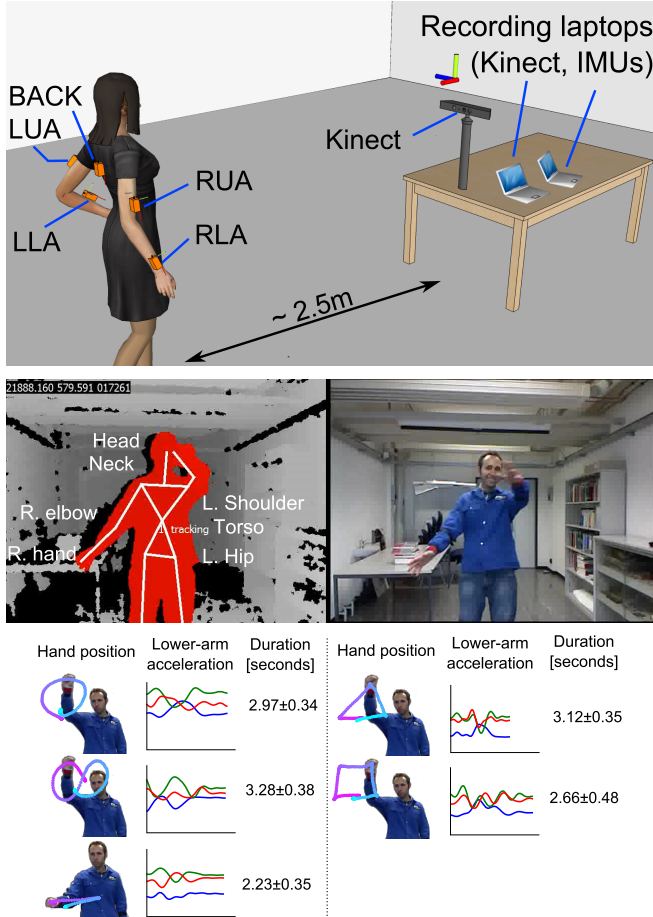 Recording laptops
(Kinect, IMUs)
BACK
LUA
Kinect
RUA
LLA
RLA
~ 2.5m
21888.160 579.591 017261
Head
Neck
L. Shoulder
R. elbow
1 tracking
Torso
R. hand
L. Hip
Hand position
Lower-arm
acceleration
Duration
[seconds]
2.97±0.34
3.28±0.38
2.23±0.35
Hand position
Lower-arm
acceleration
Duration
[seconds]
3.12±0.35
2.66±0.48